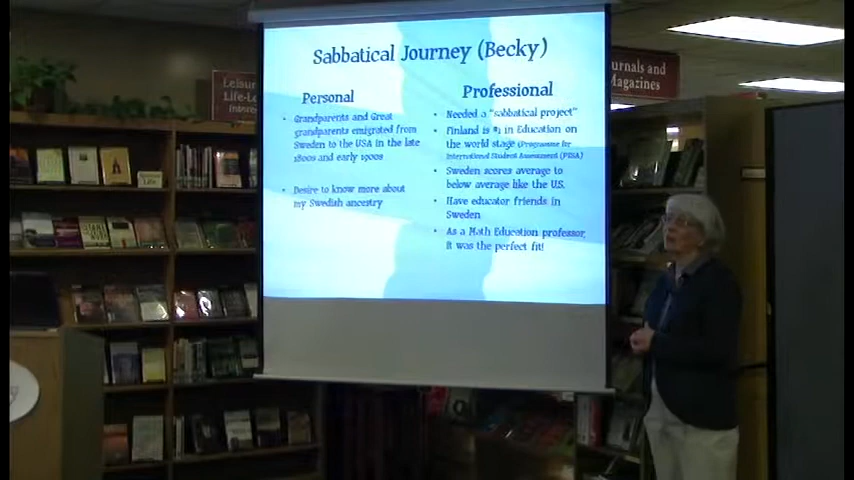 Sabbatical Journey (Becky)
Personal
• Grandparents and Great
grandparents emigrated from
Sweden to the USA in the late
1800s and early 1900s
• Desire to know more about
my Swedish ancestry
Professional
• Needed a "sabbatical project"
• Finland is #1 in Education on
the world stage (Programme for
International Student Assessment (PISA)
• Sweden scores average to
below average like the U.S.
• Have educator friends in
Sweden
• As a Math Education professor,
it was the perfect fit!
Leisure
Life-L
urnals and
Magazines